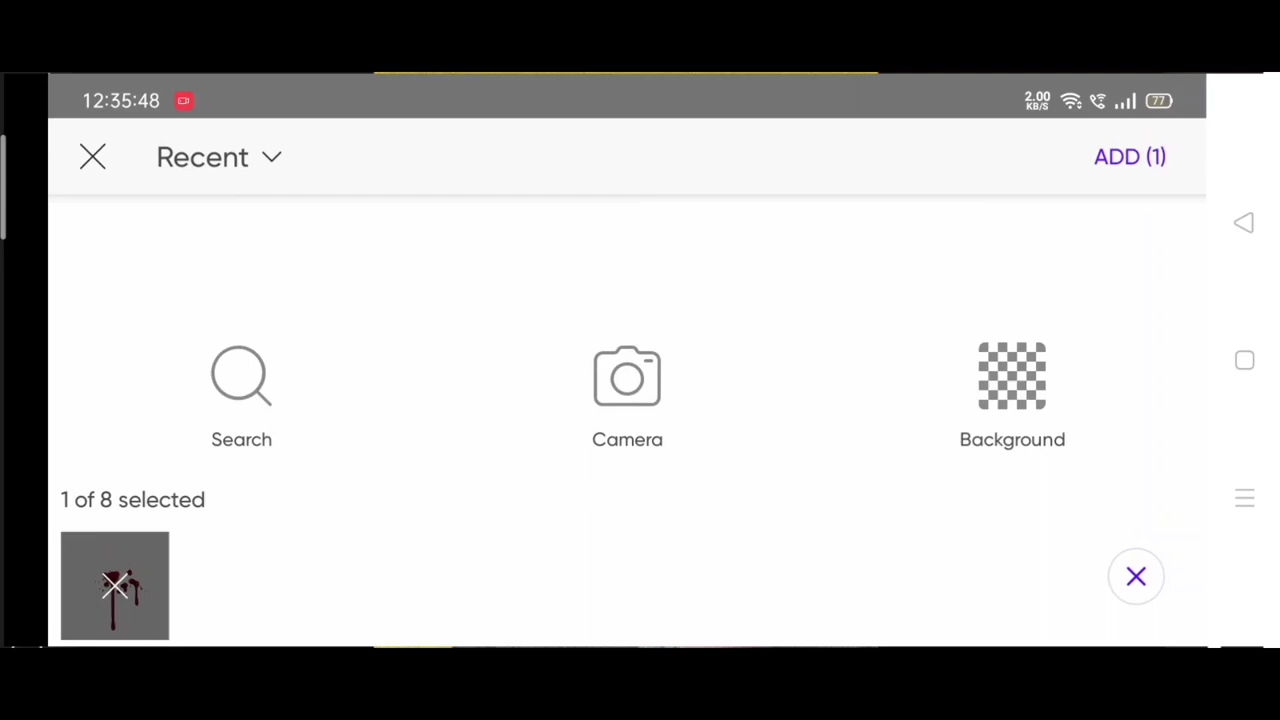 12:35:48
2.00
KB/S
77
Recent
ADD (1)
Search
Camera
Background
1 of 8 selected